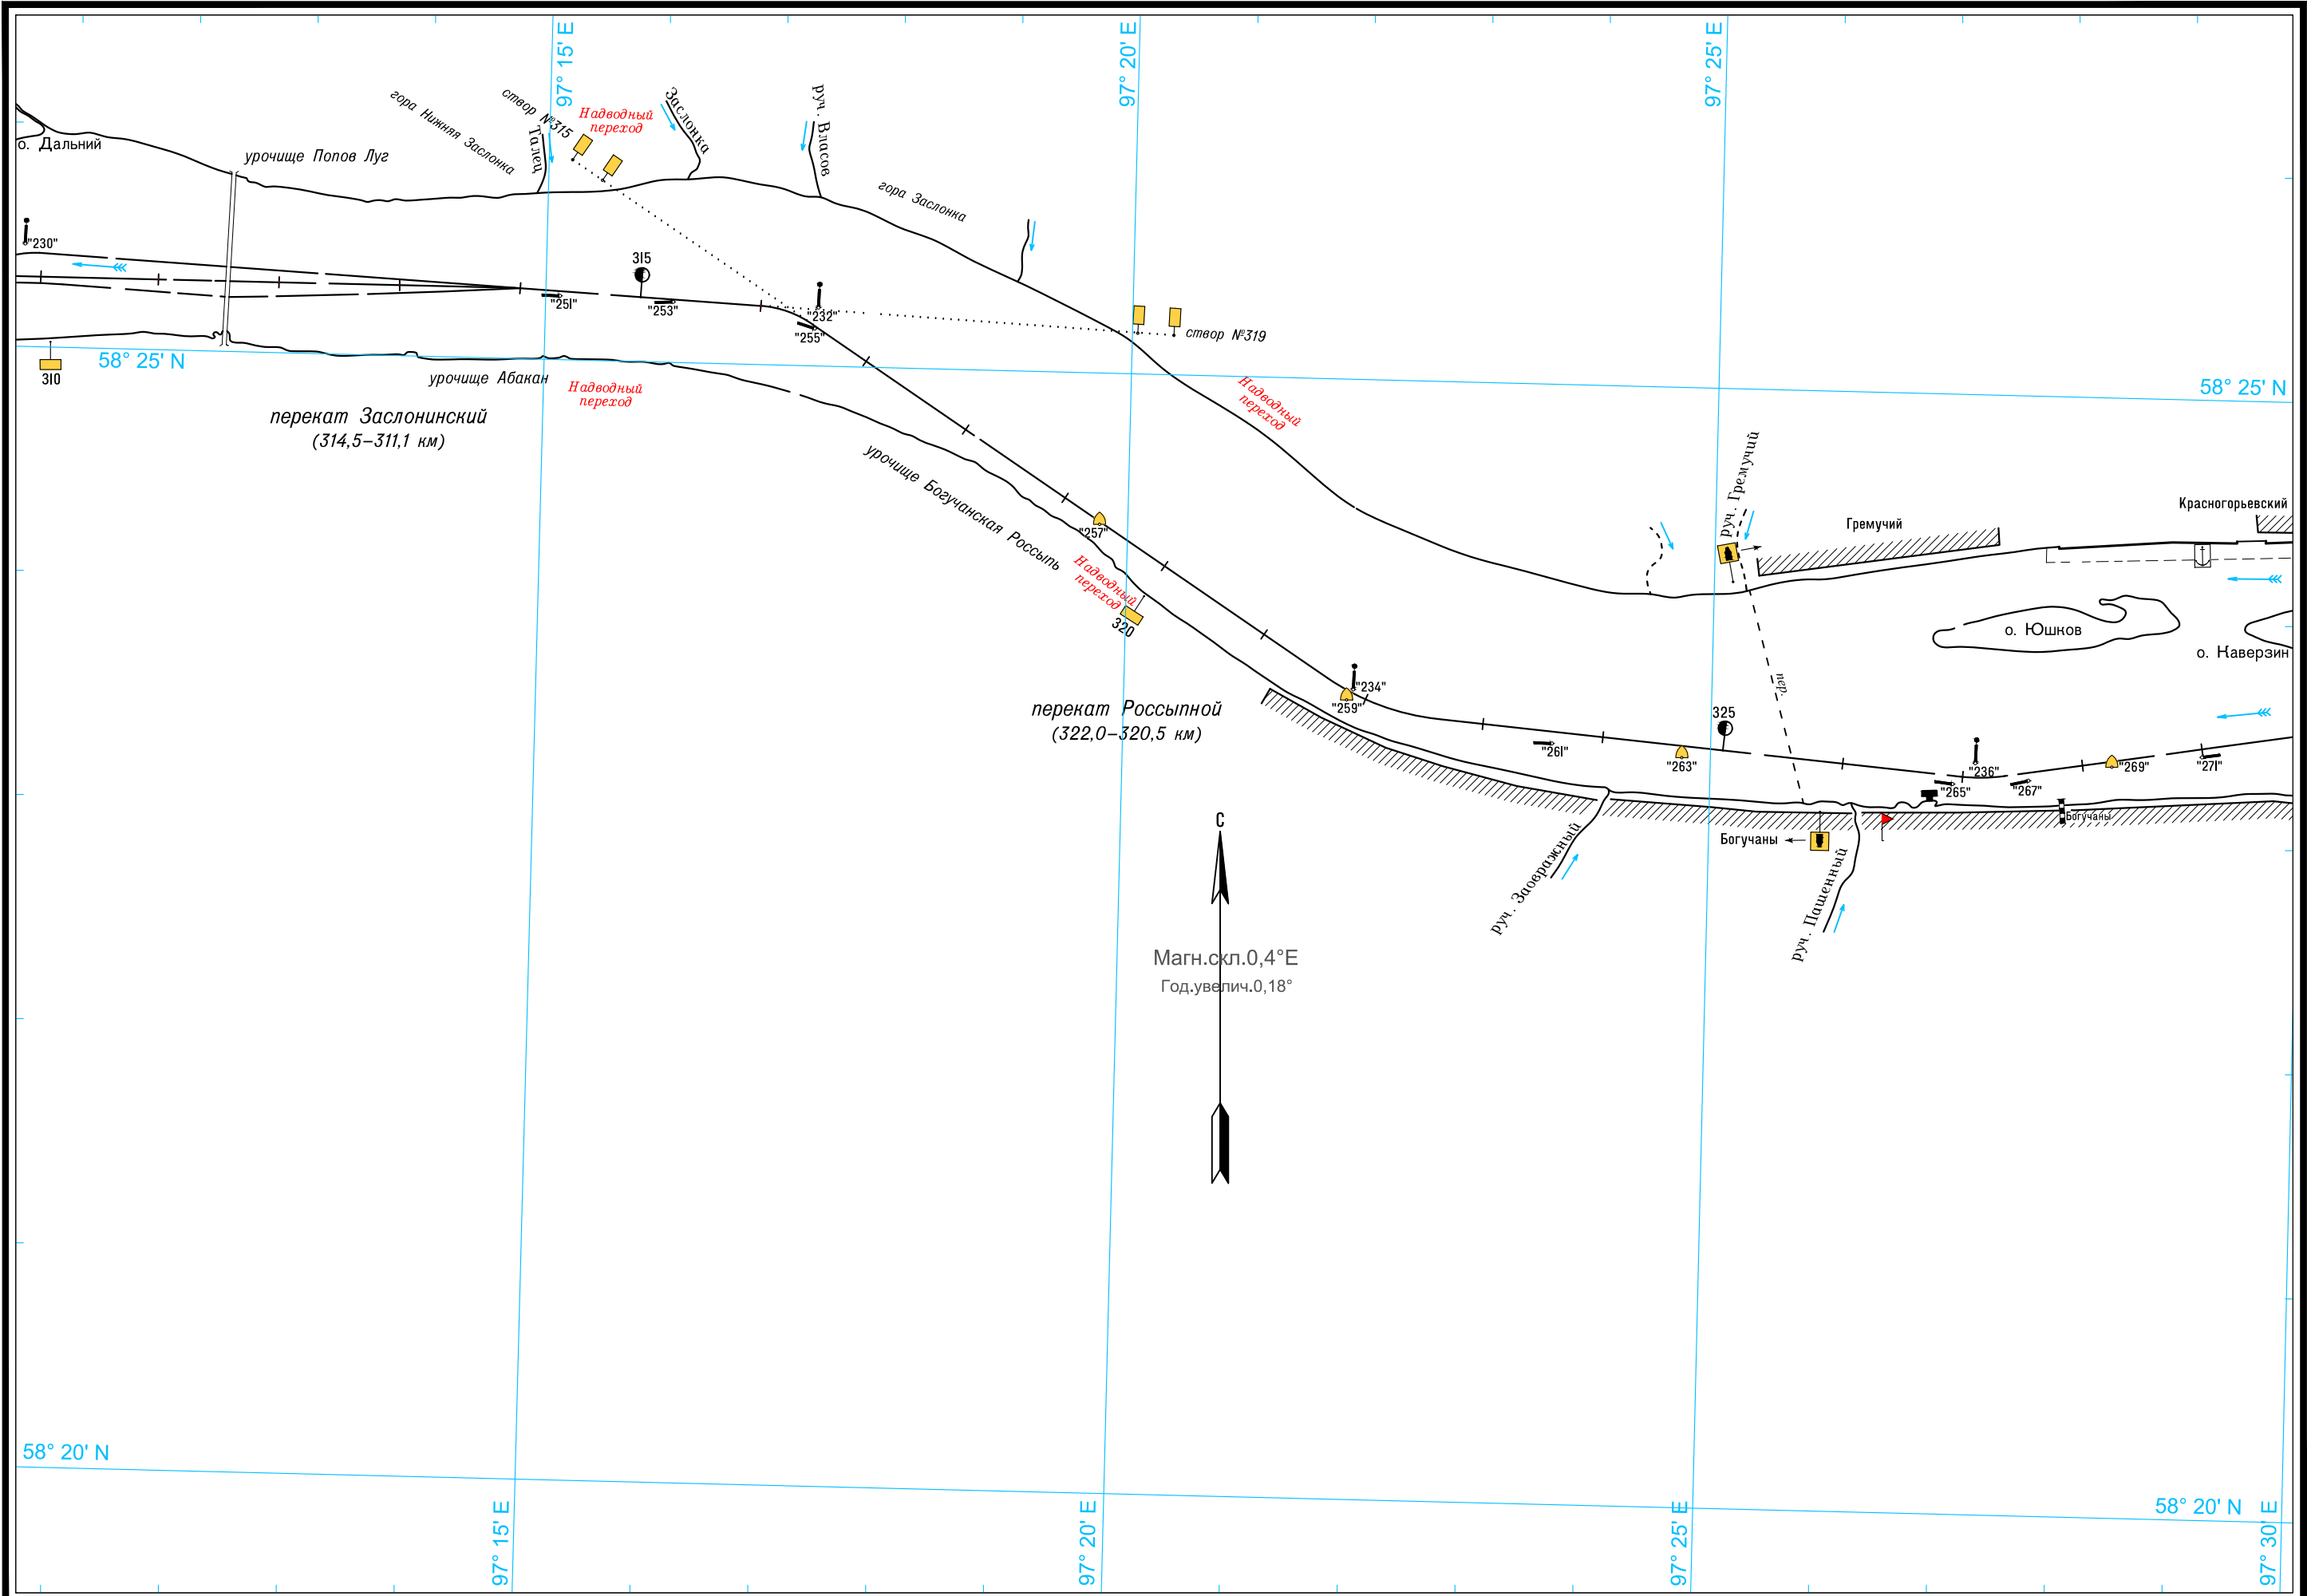 97° 15' E
97° 20' E
97° 25' E
створ №315
Надводный
переход
гора Нижняя Заслонка
Талец
Заслонка
руч. Власов
о. Дальний
урочище Попов Луг
гора Заслонка
"230"
315
"251"
"253"
"232"
"255"
створ №319
310
58° 25' N
урочище Абакан
Надводный
переход
58° 25' N
перекат Заслонинский
(314,5–311,1 км)
Надводный
переход
урочище Богучанская Россыпь
"257"
Надводный
переход
320
руч. Гремучий
Гремучий
Красногорьевский
о. Юшков
о. Каверзин
пер.
перекат Россыпной
(322,0–320,5 км)
"234"
"259"
325
"261"
"263"
"236"
"265"
"267"
"269"
"271"
Богучаны
Богучаны
руч. Заовражный
руч. Пашенный
С
Магн.скл.0,4°E
Год.увелич.0,18°
58° 20' N
58° 20' N
97° 15' E
97° 20' E
97° 25' E
97° 30' E